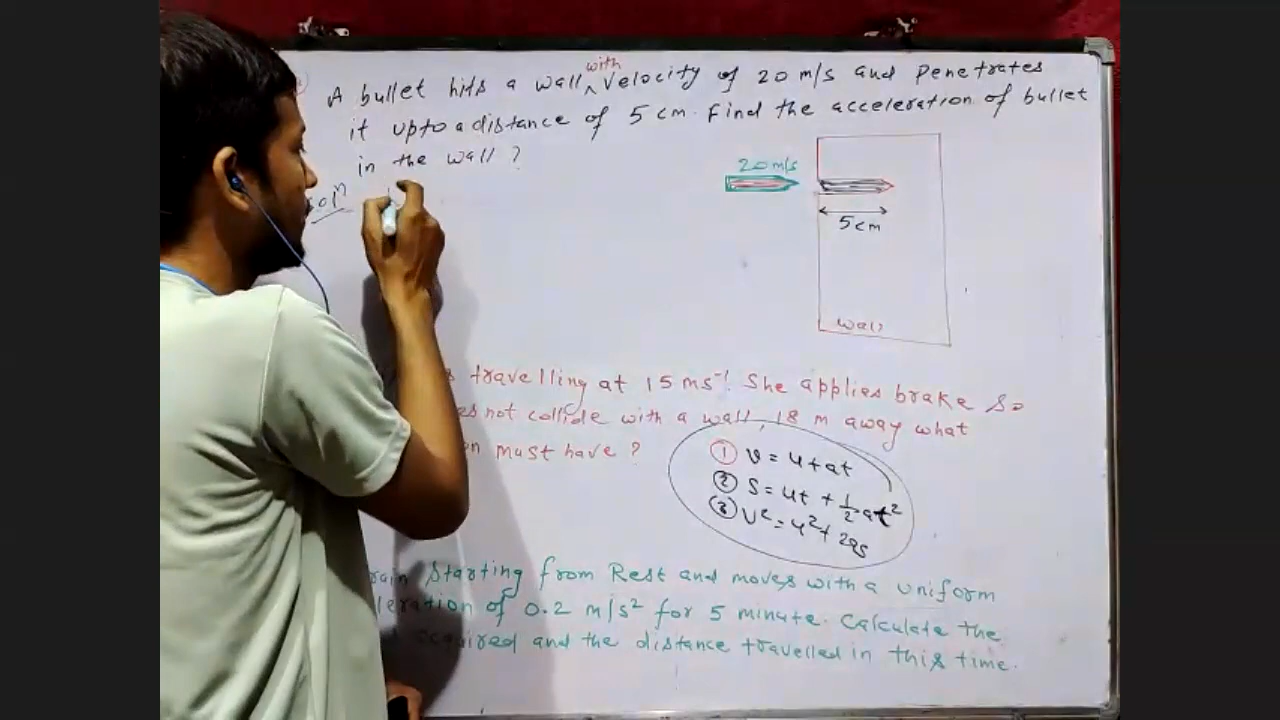 A bullet hits a wall with velocity of 20 m/s and penetrates
it upto a distance of 5 cm. Find the acceleration of bullet
in the wall ?
Soln
20 m/s
5 cm
wall
travelling at 15 ms⁻¹. She applies brake so
not collide with a wall, 18 m away what
must have ?
① v = u + at
② S = ut + 1/2 at²
③ v² = u² + 2as
starting from Rest and moves with a uniform
of 0.2 m/s² for 5 minute. Calculate the
acquired and the distance travelled in this time.